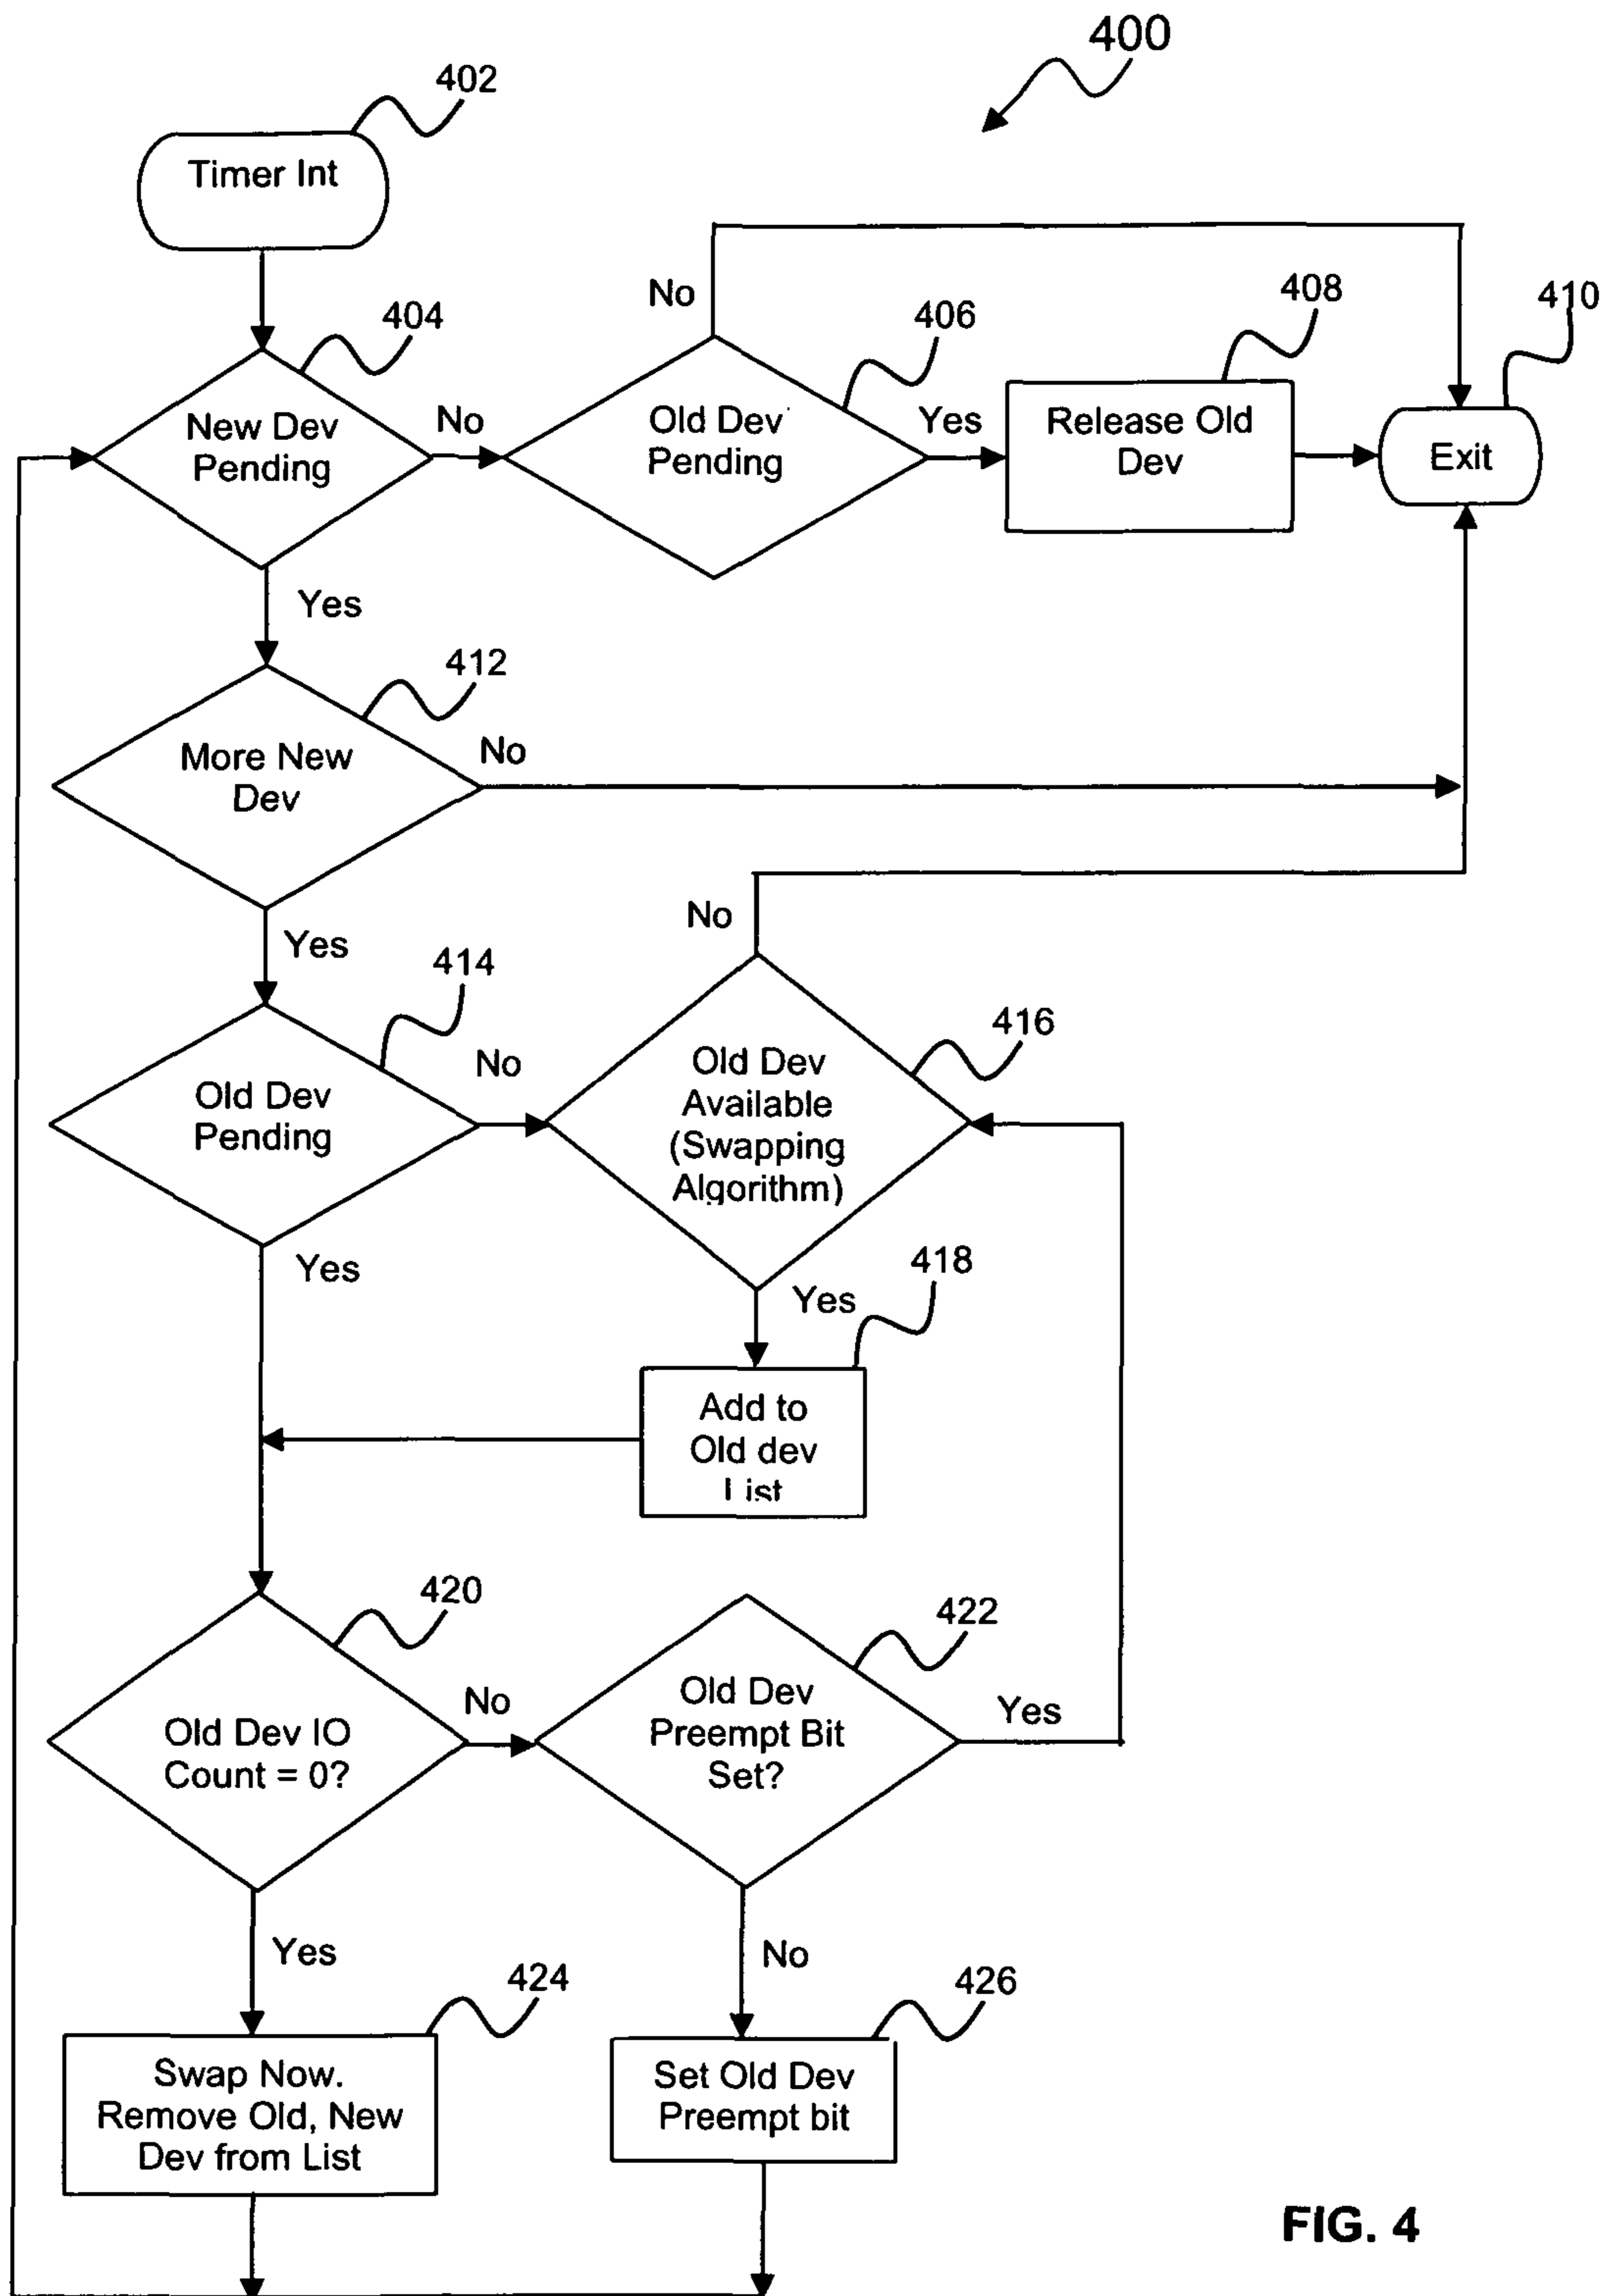 400
402
Timer Int
No
404
406
408
410
New Dev
Pending
No
Old Dev
Pending
Yes
Release Old
Dev
Exit
Yes
412
More New
Dev
No
Yes
414
No
416
Old Dev
Pending
No
Old Dev
Available
(Swapping
Algorithm)
Yes
Yes
418
Add to
Old dev
List
420
422
Old Dev IO
Count = 0?
No
Old Dev
Preempt Bit
Set?
Yes
Yes
No
424
426
Swap Now.
Remove Old, New
Dev from List
Set Old Dev
Preempt bit
FIG. 4